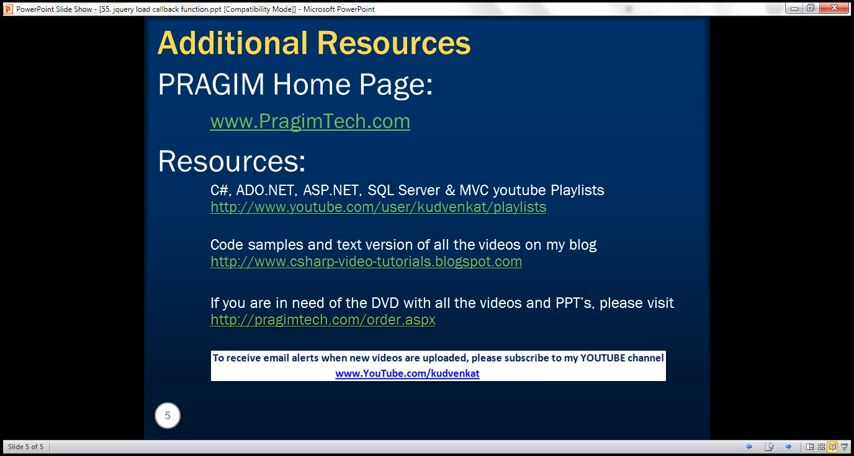 PowerPoint Slide Show - [55. jquery load callback function.ppt [Compatibility Mode]] - Microsoft PowerPoint
Additional Resources
PRAGIM Home Page:
www.PragimTech.com
Resources:
C#, ADO.NET, ASP.NET, SQL Server & MVC youtube Playlists
http://www.youtube.com/user/kudvenkat/playlists
Code samples and text version of all the videos on my blog
http://www.csharp-video-tutorials.blogspot.com
If you are in need of the DVD with all the videos and PPT's, please visit
http://pragimtech.com/order.aspx
To receive email alerts when new videos are uploaded, please subscribe to my YOUTUBE channel
www.YouTube.com/kudvenkat
5
Slide 5 of 5